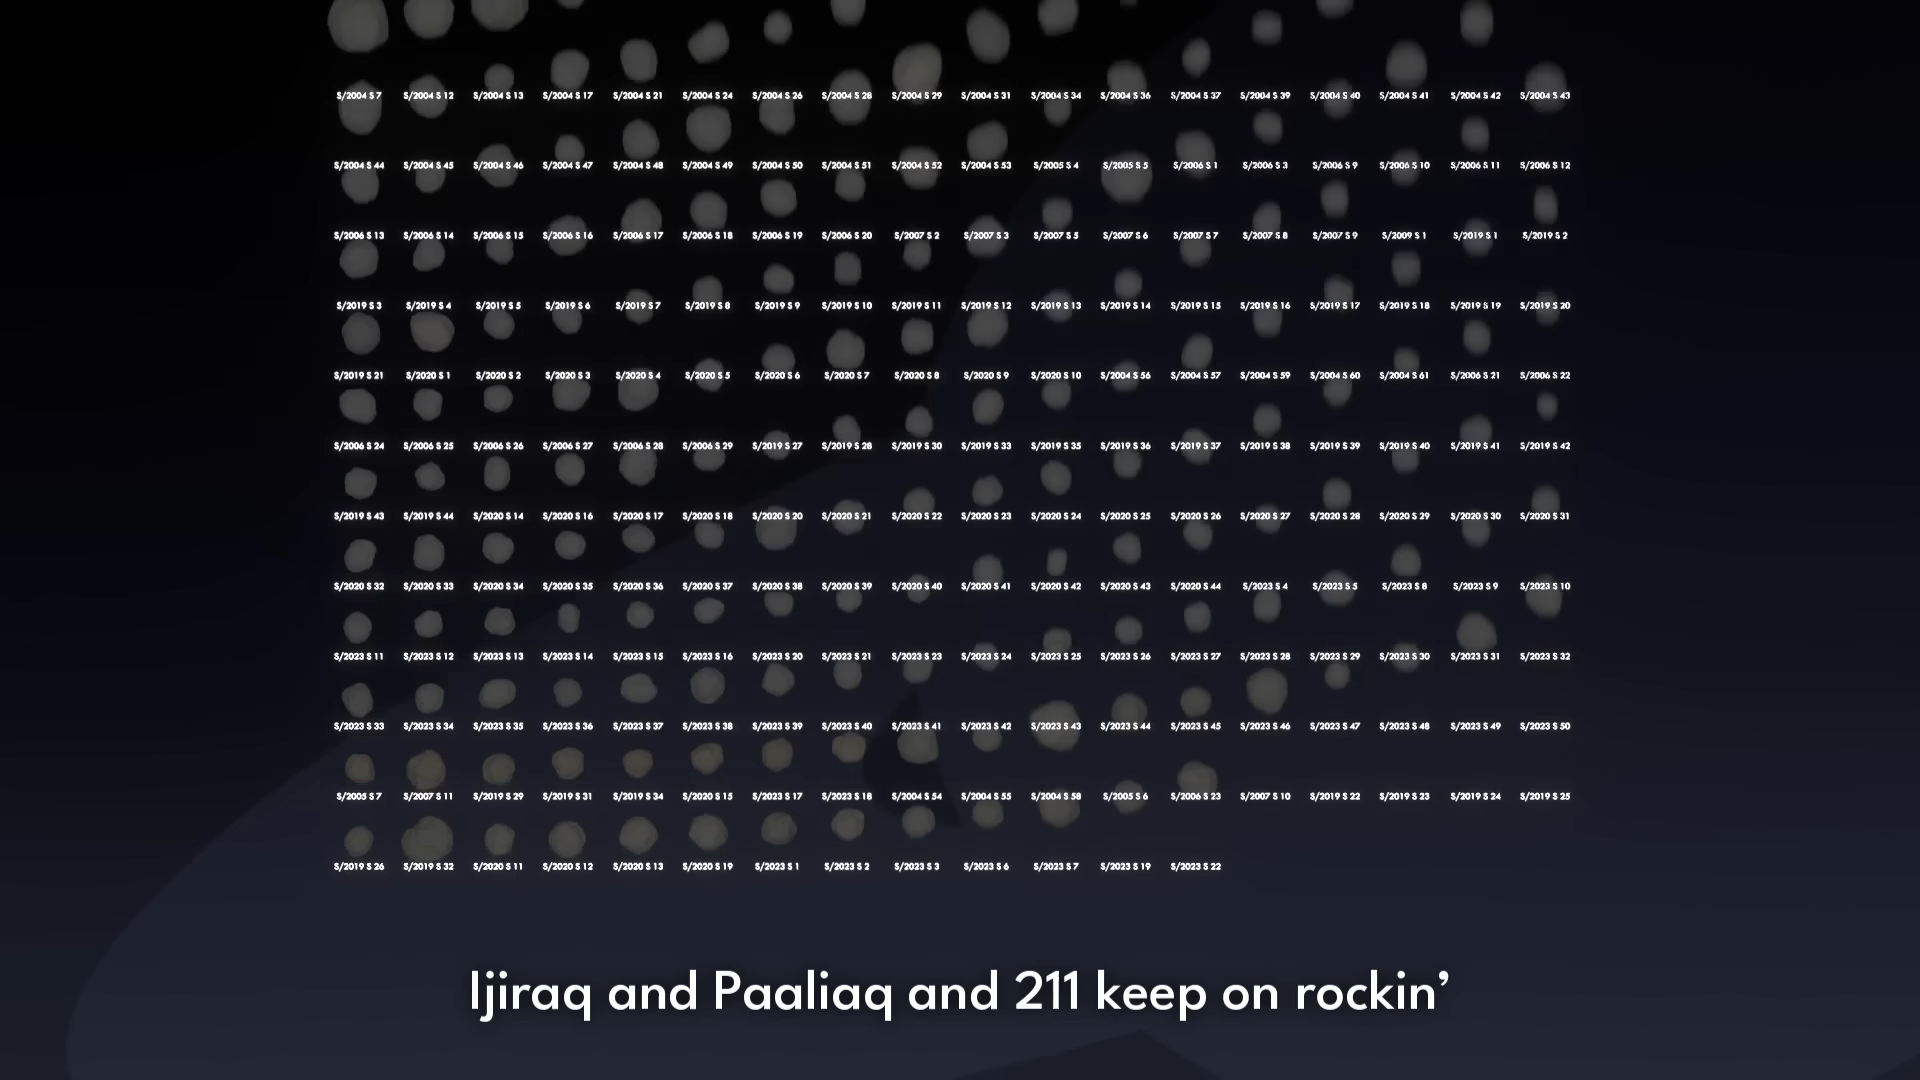 S/2004 S 7 S/2004 S 12 S/2004 S 13 S/2004 S 17 S/2004 S 21 S/2004 S 24 S/2004 S 26 S/2004 S 28 S/2004 S 29 S/2004 S 31 S/2004 S 34 S/2004 S 36 S/2004 S 37 S/2004 S 39 S/2004 S 40 S/2004 S 41 S/2004 S 42 S/2004 S 43
S/2004 S 44 S/2004 S 45 S/2004 S 46 S/2004 S 47 S/2004 S 48 S/2004 S 49 S/2004 S 50 S/2004 S 51 S/2004 S 52 S/2004 S 53 S/2005 S 4 S/2005 S 5 S/2006 S 1 S/2006 S 3 S/2006 S 9 S/2006 S 10 S/2006 S 11 S/2006 S 12
S/2006 S 13 S/2006 S 14 S/2006 S 15 S/2006 S 16 S/2006 S 17 S/2006 S 18 S/2006 S 19 S/2006 S 20 S/2007 S 2 S/2007 S 3 S/2007 S 5 S/2007 S 6 S/2007 S 7 S/2007 S 8 S/2007 S 9 S/2009 S 1 S/2019 S 1 S/2019 S 2
S/2019 S 3 S/2019 S 4 S/2019 S 5 S/2019 S 6 S/2019 S 7 S/2019 S 8 S/2019 S 9 S/2019 S 10 S/2019 S 11 S/2019 S 12 S/2019 S 13 S/2019 S 14 S/2019 S 15 S/2019 S 16 S/2019 S 17 S/2019 S 18 S/2019 S 19 S/2019 S 20
S/2019 S 21 S/2020 S 1 S/2020 S 2 S/2020 S 3 S/2020 S 4 S/2020 S 5 S/2020 S 6 S/2020 S 7 S/2020 S 8 S/2020 S 9 S/2020 S 10 S/2004 S 56 S/2004 S 57 S/2004 S 59 S/2004 S 60 S/2004 S 61 S/2006 S 21 S/2006 S 22
S/2006 S 24 S/2006 S 25 S/2006 S 26 S/2006 S 27 S/2006 S 28 S/2006 S 29 S/2019 S 27 S/2019 S 28 S/2019 S 30 S/2019 S 33 S/2019 S 35 S/2019 S 36 S/2019 S 37 S/2019 S 38 S/2019 S 39 S/2019 S 40 S/2019 S 41 S/2019 S 42
S/2019 S 43 S/2019 S 44 S/2020 S 14 S/2020 S 16 S/2020 S 17 S/2020 S 18 S/2020 S 20 S/2020 S 21 S/2020 S 22 S/2020 S 23 S/2020 S 24 S/2020 S 25 S/2020 S 26 S/2020 S 27 S/2020 S 28 S/2020 S 29 S/2020 S 30 S/2020 S 31
S/2020 S 32 S/2020 S 33 S/2020 S 34 S/2020 S 35 S/2020 S 36 S/2020 S 37 S/2020 S 38 S/2020 S 39 S/2020 S 40 S/2020 S 41 S/2020 S 42 S/2020 S 43 S/2020 S 44 S/2023 S 4 S/2023 S 5 S/2023 S 8 S/2023 S 9 S/2023 S 10
S/2023 S 11 S/2023 S 12 S/2023 S 13 S/2023 S 14 S/2023 S 15 S/2023 S 16 S/2023 S 20 S/2023 S 21 S/2023 S 23 S/2023 S 24 S/2023 S 25 S/2023 S 26 S/2023 S 27 S/2023 S 28 S/2023 S 29 S/2023 S 30 S/2023 S 31 S/2023 S 32
S/2023 S 33 S/2023 S 34 S/2023 S 35 S/2023 S 36 S/2023 S 37 S/2023 S 38 S/2023 S 39 S/2023 S 40 S/2023 S 41 S/2023 S 42 S/2023 S 43 S/2023 S 44 S/2023 S 45 S/2023 S 46 S/2023 S 47 S/2023 S 48 S/2023 S 49 S/2023 S 50
S/2005 S 7 S/2007 S 11 S/2019 S 29 S/2019 S 31 S/2019 S 34 S/2020 S 15 S/2023 S 17 S/2023 S 18 S/2004 S 54 S/2004 S 55 S/2004 S 58 S/2005 S 6 S/2006 S 23 S/2007 S 10 S/2019 S 22 S/2019 S 23 S/2019 S 24 S/2019 S 25
S/2019 S 26 S/2019 S 32 S/2020 S 11 S/2020 S 12 S/2020 S 13 S/2020 S 19 S/2023 S 1 S/2023 S 2 S/2023 S 3 S/2023 S 6 S/2023 S 7 S/2023 S 19 S/2023 S 22
Ijiraq and Paaliaq and 211 keep on rockin’